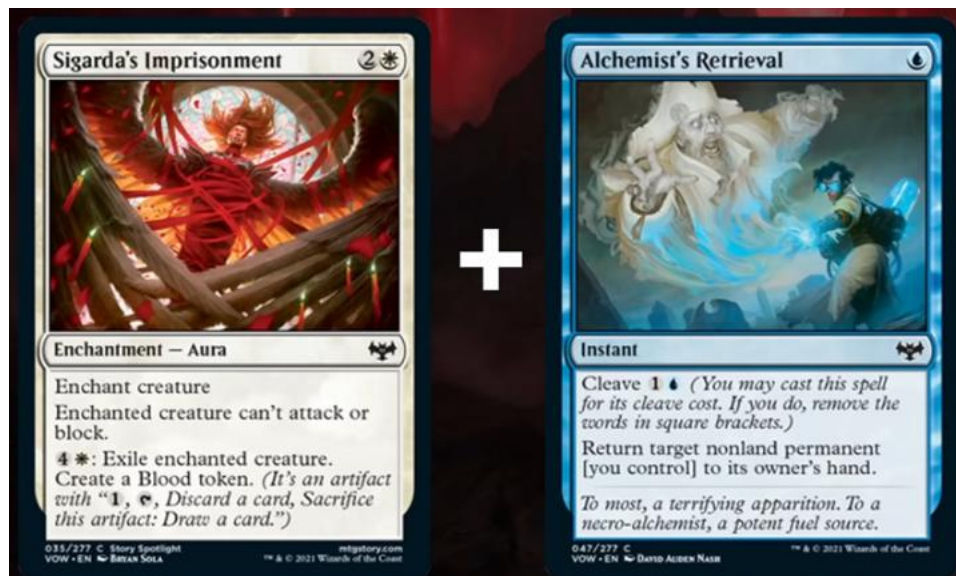 Sigarda's Imprisonment 2
Enchantment — Aura
Enchant creature
Enchanted creature can't attack or
block.
4 : Exile enchanted creature.
Create a Blood token. (It's an artifact
with “1, , Discard a card, Sacrifice
this artifact: Draw a card.”)
035/277 C Story Spotlight mtgstory.com
VOW • EN Bryan Sola ™ & © 2021 Wizards of the Coast
+
Alchemist's Retrieval
Instant
Cleave 1 (You may cast this spell
for its cleave cost. If you do, remove the
words in square brackets.)
Return target nonland permanent
[you control] to its owner's hand.
To most, a terrifying apparition. To a
necro-alchemist, a potent fuel source.
047/277 C
VOW • EN David Auden Nash ™ & © 2021 Wizards of the Coast